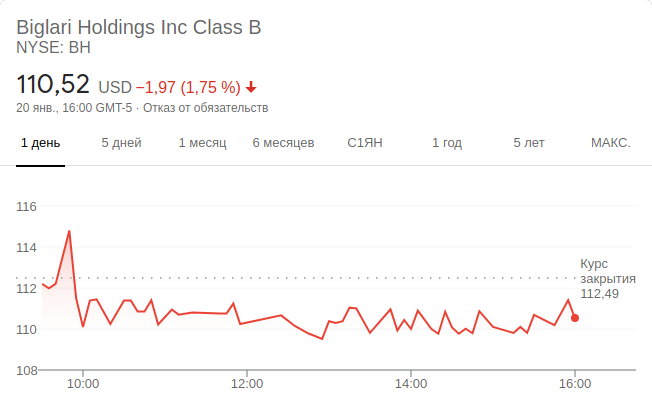 Biglari Holdings Inc Class B
NYSE: BH
110,52 USD −1,97 (1,75 %) ↓
20 янв., 16:00 GMT-5 · Отказ от обязательств
1 день 5 дней 1 месяц 6 месяцев С1ЯН 1 год 5 лет МАКС.
116
114
112
110
108
Курс
закрытия
112,49
10:00 12:00 14:00 16:00